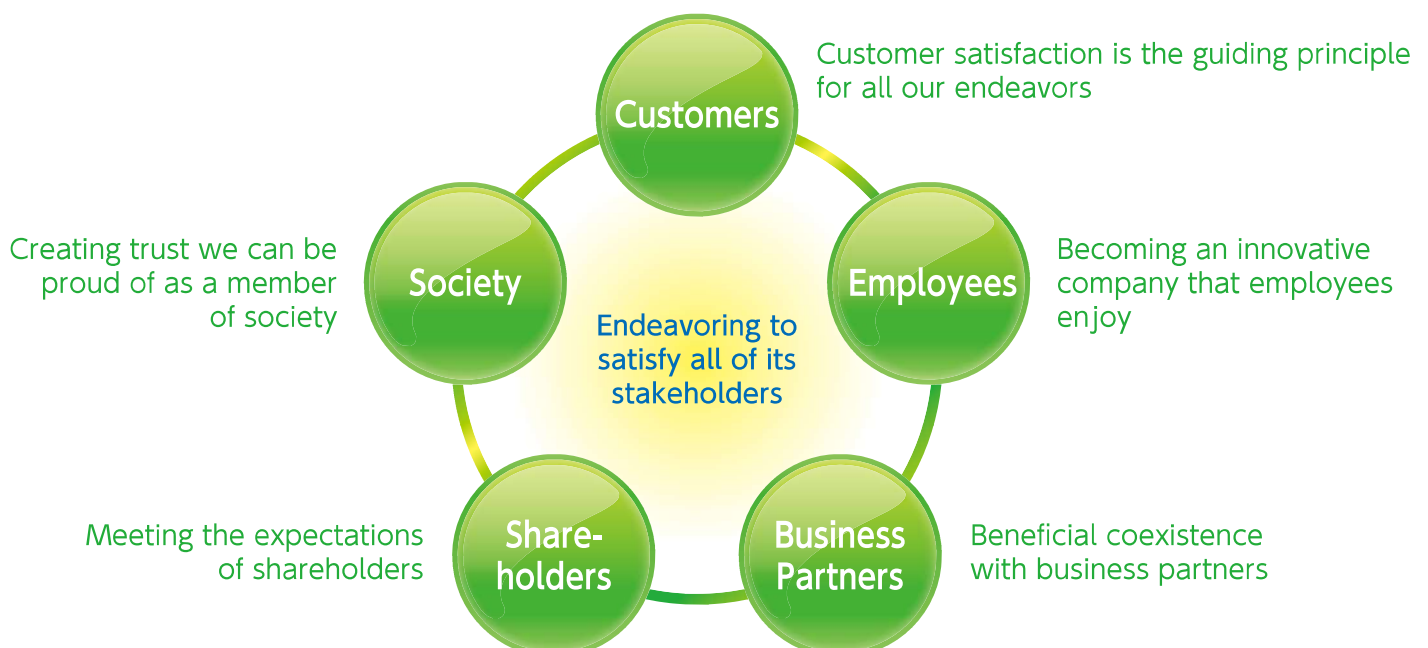 Customers
Customer satisfaction is the guiding principle
for all our endeavors
Society
Creating trust we can be
proud of as a member
of society
Employees
Becoming an innovative
company that employees
enjoy
Endeavoring to
satisfy all of its
stakeholders
Share-
holders
Meeting the expectations
of shareholders
Business
Partners
Beneficial coexistence
with business partners